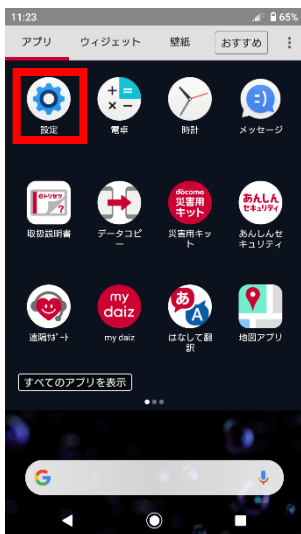 11:23
65%
アプリ ウィジェット 壁紙 おすすめ
設定 電卓 時計 メッセージ
eトリセツ
?
docomo
災害用
キット
あんしん
セキュリティ
取扱説明書 データコピー 災害用キット あんしんセキュリティ
my
daiz
あ
A
遠隔ｻﾎﾟｰﾄ my daiz はなして翻訳 地図アプリ
すべてのアプリを表示
G